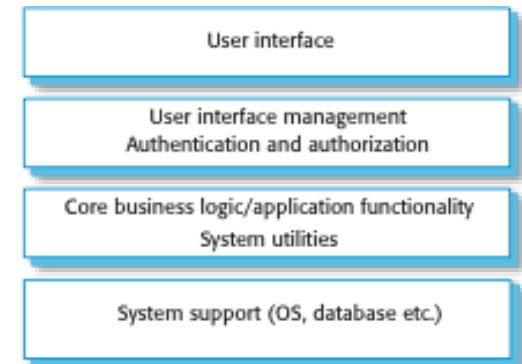 User interface
User interface management
Authentication and authorization
Core business logic/application functionality
System utilities
System support (OS, database etc.)